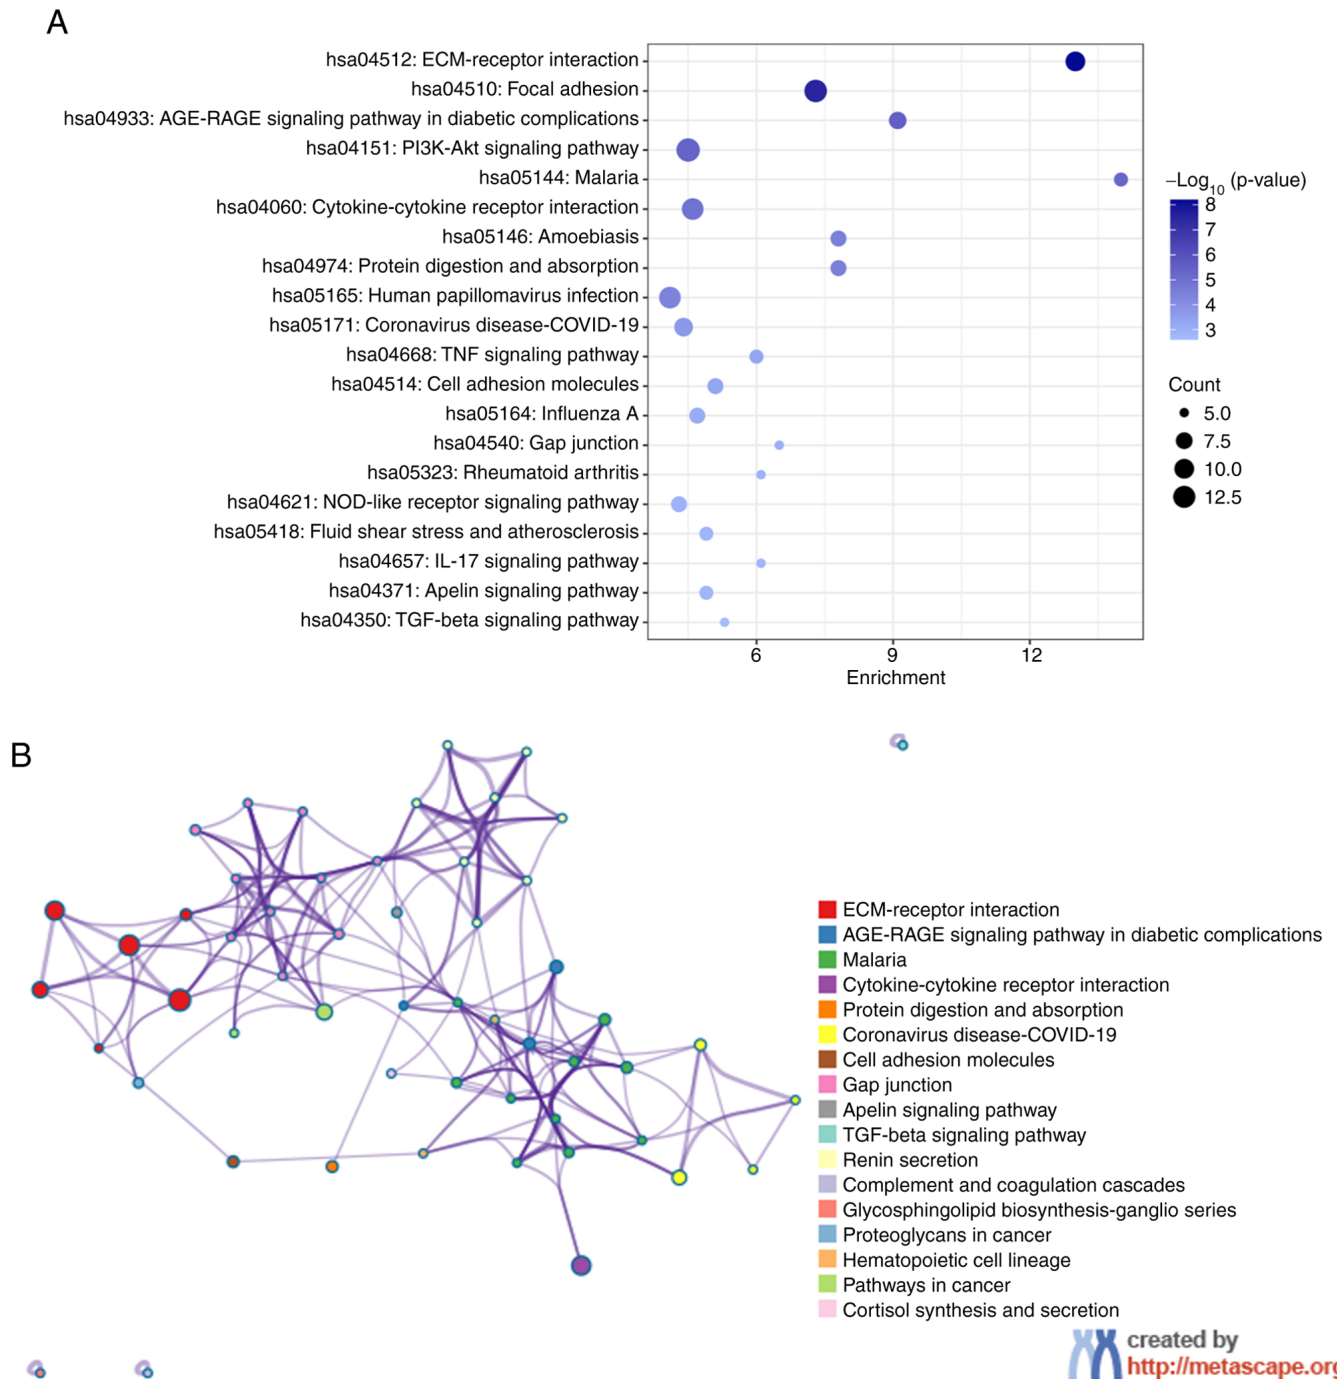 A
hsa04512: ECM-receptor interaction
hsa04510: Focal adhesion
hsa04933: AGE-RAGE signaling pathway in diabetic complications
hsa04151: PI3K-Akt signaling pathway
hsa05144: Malaria
hsa04060: Cytokine-cytokine receptor interaction
hsa05146: Amoebiasis
hsa04974: Protein digestion and absorption
hsa05165: Human papillomavirus infection
hsa05171: Coronavirus disease-COVID-19
hsa04668: TNF signaling pathway
hsa04514: Cell adhesion molecules
hsa05164: Influenza A
hsa04540: Gap junction
hsa05323: Rheumatoid arthritis
hsa04621: NOD-like receptor signaling pathway
hsa05418: Fluid shear stress and atherosclerosis
hsa04657: IL-17 signaling pathway
hsa04371: Apelin signaling pathway
hsa04350: TGF-beta signaling pathway
6 9 12
Enrichment
–Log10 (p-value)
8
7
6
5
4
3
Count
5.0
7.5
10.0
12.5
B
ECM-receptor interaction
AGE-RAGE signaling pathway in diabetic complications
Malaria
Cytokine-cytokine receptor interaction
Protein digestion and absorption
Coronavirus disease-COVID-19
Cell adhesion molecules
Gap junction
Apelin signaling pathway
TGF-beta signaling pathway
Renin secretion
Complement and coagulation cascades
Glycosphingolipid biosynthesis-ganglio series
Proteoglycans in cancer
Hematopoietic cell lineage
Pathways in cancer
Cortisol synthesis and secretion
created by
http://metascape.org